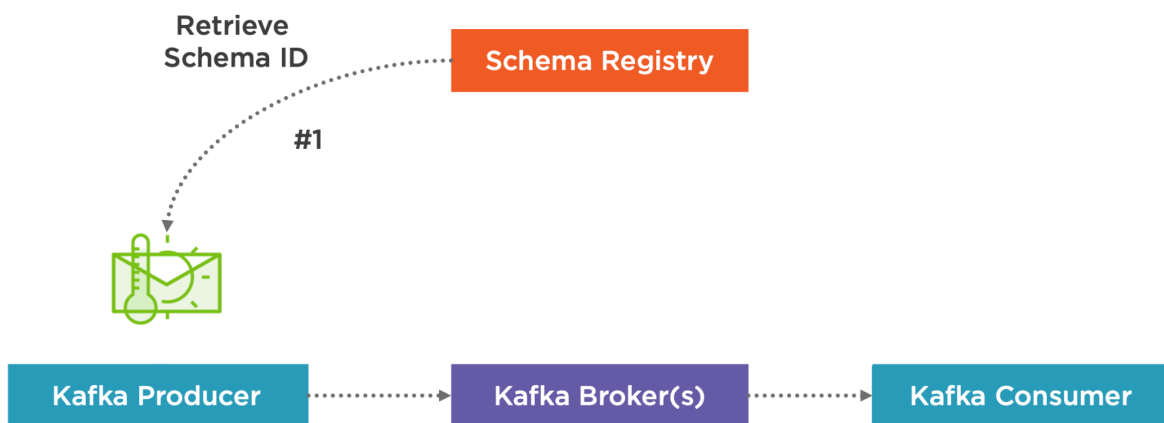 Retrieve
Schema ID
Schema Registry
#1
Kafka Producer
Kafka Broker(s)
Kafka Consumer